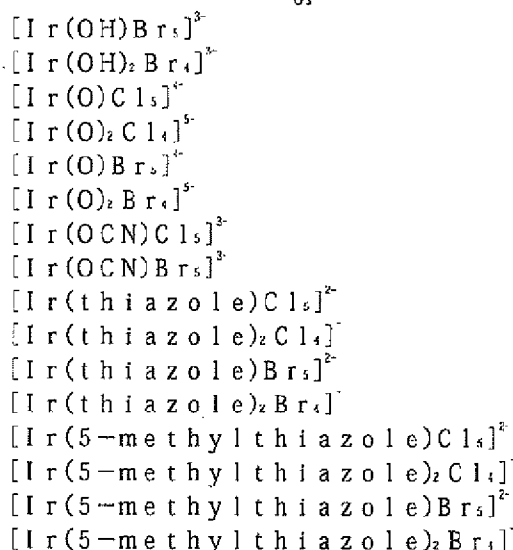 [Ir(OH)Br₅]³⁻
[Ir(OH)₂Br₄]³⁻
[Ir(O)Cl₅]⁴⁻
[Ir(O)₂Cl₄]⁵⁻
[Ir(O)Br₅]⁴⁻
[Ir(O)₂Br₄]⁵⁻
[Ir(OCN)Cl₅]³⁻
[Ir(OCN)Br₅]³⁻
[Ir(thiazole)Cl₅]²⁻
[Ir(thiazole)₂Cl₄]⁻
[Ir(thiazole)Br₅]²⁻
[Ir(thiazole)₂Br₄]⁻
[Ir(5-methylthiazole)Cl₅]²⁻
[Ir(5-methylthiazole)₂Cl₄]⁻
[Ir(5-methylthiazole)Br₅]²⁻
[Ir(5-methylthiazole)₂Br₄]⁻